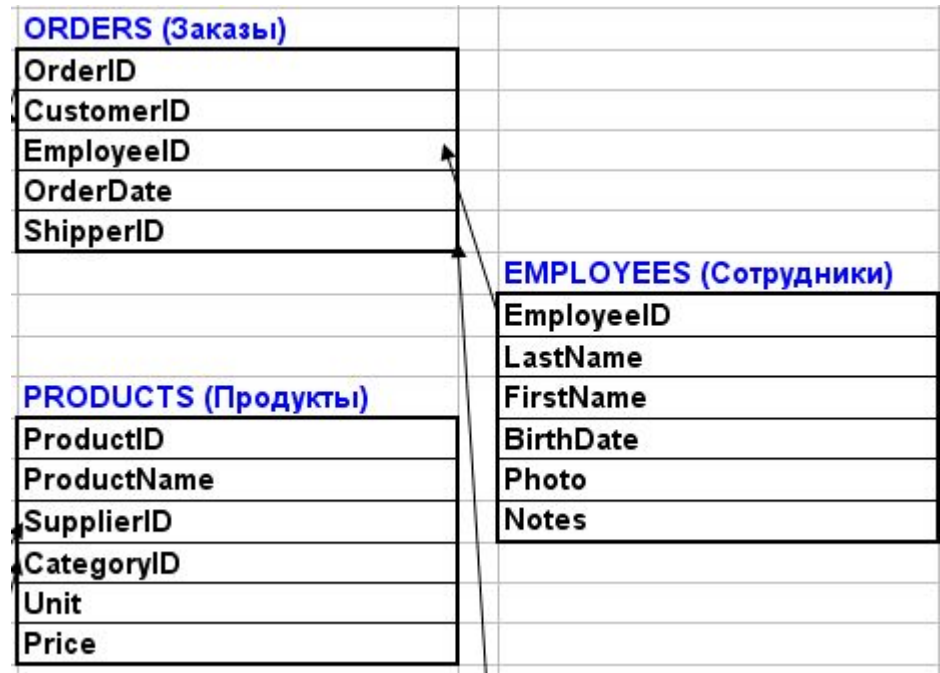 ORDERS (Заказы)
OrderID
CustomerID
EmployeeID
OrderDate
ShipperID
EMPLOYEES (Сотрудники)
EmployeeID
LastName
FirstName
BirthDate
Photo
Notes
PRODUCTS (Продукты)
ProductID
ProductName
SupplierID
CategoryID
Unit
Price